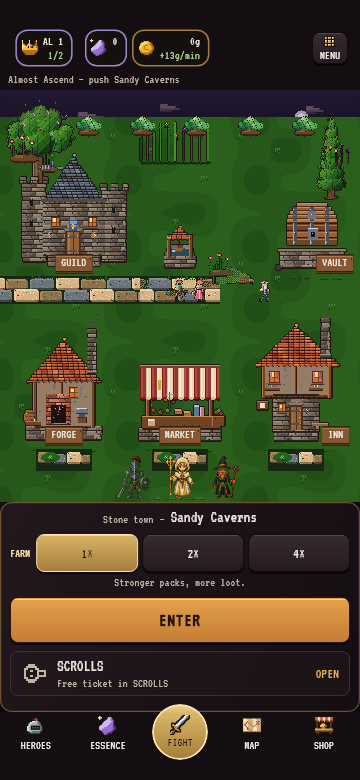 AL 1
1/2
0
0g
+13g/min
MENU
Almost Ascend - push Sandy Caverns
GUILD
VAULT
FORGE
MARKET
INN
Stone town - Sandy Caverns
FARM
1X
2X
4X
Stronger packs, more loot.
ENTER
SCROLLS
Free ticket in SCROLLS
OPEN
HEROES
ESSENCE
FIGHT
MAP
SHOP